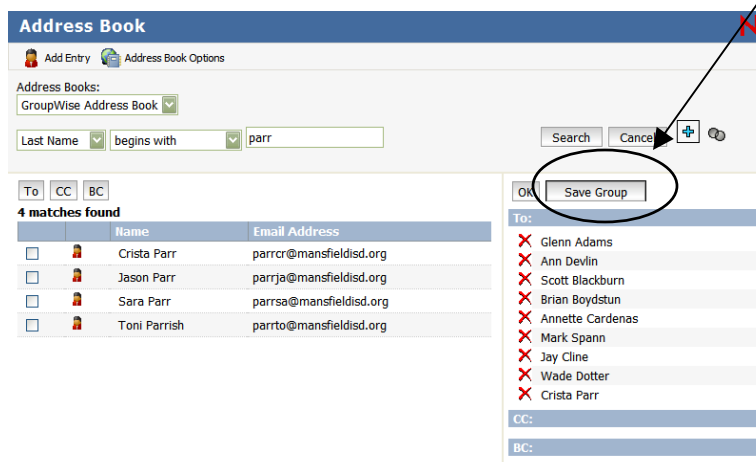 Address Book
Add Entry Address Book Options
Address Books:
GroupWise Address Book
Last Name begins with parr Search Cancel
To CC BC
4 matches found
Name Email Address
Crista Parr parrcr@mansfieldisd.org
Jason Parr parrja@mansfieldisd.org
Sara Parr parrsa@mansfieldisd.org
Toni Parrish parrto@mansfieldisd.org
OK Save Group
To:
Glenn Adams
Ann Devlin
Scott Blackburn
Brian Boydstun
Annette Cardenas
Mark Spann
Jay Cline
Wade Dotter
Crista Parr
CC:
BC: